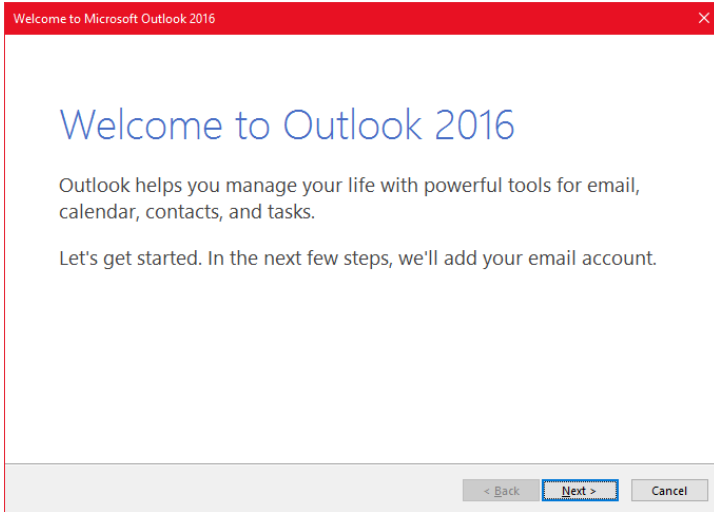 Welcome to Microsoft Outlook 2016
Welcome to Outlook 2016
Outlook helps you manage your life with powerful tools for email,
calendar, contacts, and tasks.
Let's get started. In the next few steps, we'll add your email account.
< Back Next > Cancel